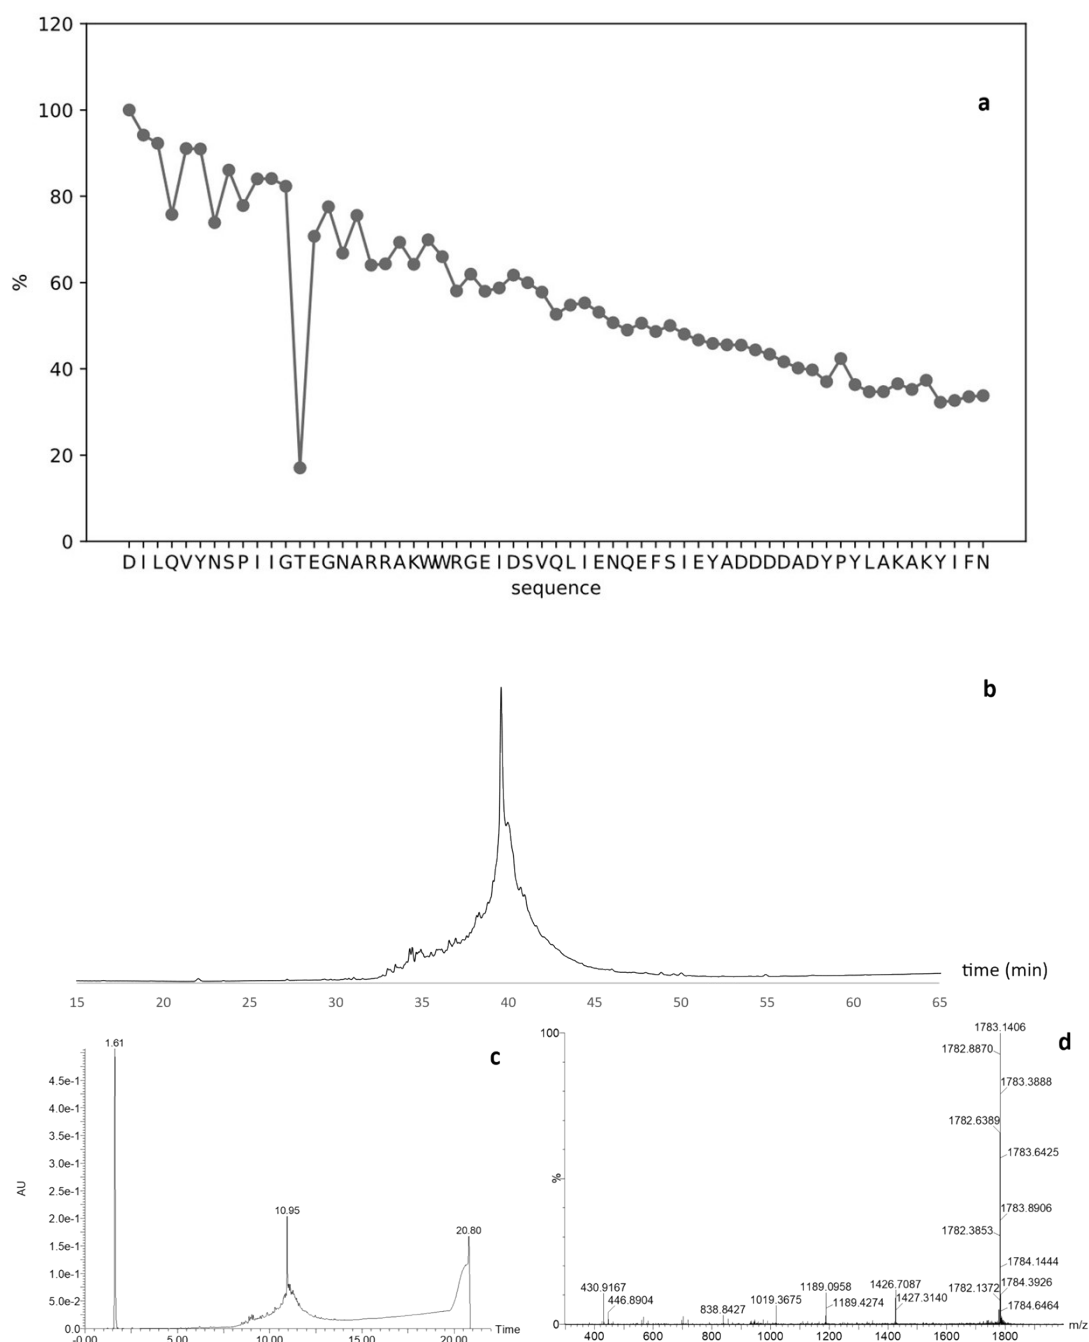 120
a
100
80
60
%
40
20
0
D I L Q V Y N S P I I G T E G N A R R A K W W R G E I D S V Q L I E N Q E F S I E Y A D D D D A D Y P Y L A K A K Y I F N
sequence
b
time (min)
15 20 25 30 35 40 45 50 55 60 65
c
1.61
4.5e-1
4.0e-1
3.5e-1
3.0e-1
AU
2.5e-1
2.0e-1
10.95
20.80
1.5e-1
1.0e-1
5.0e-2
0.0
-0.00 5.00 10.00 15.00 20.00
Time
d
100
1783.1406
1782.8870
1783.3888
1782.6389
1783.6425
%
1783.8906
1782.3853
1784.1444
1782.1372
1784.3926
430.9167
1189.0958
1426.7087
446.8904
1019.3675
1189.4274
1427.3140
1784.6464
838.8427
m/z
400 600 800 1000 1200 1400 1600 1800